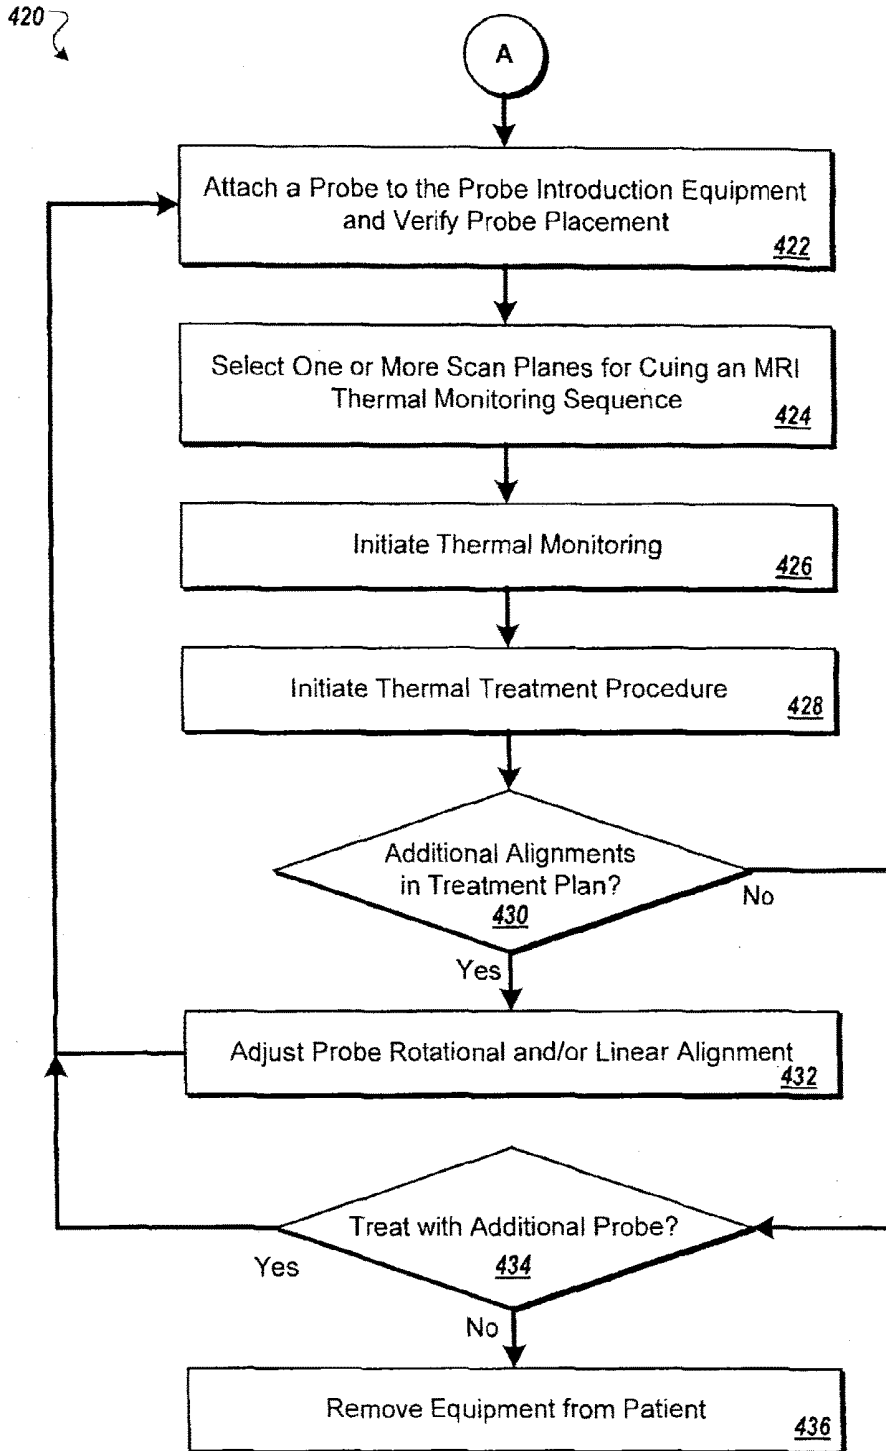 420
A
Attach a Probe to the Probe Introduction Equipment
and Verify Probe Placement
422
Select One or More Scan Planes for Cuing an MRI
Thermal Monitoring Sequence
424
Initiate Thermal Monitoring
426
Initiate Thermal Treatment Procedure
428
Additional Alignments
in Treatment Plan?
430
No
Yes
Adjust Probe Rotational and/or Linear Alignment
432
Treat with Additional Probe?
434
Yes
No
Remove Equipment from Patient
436